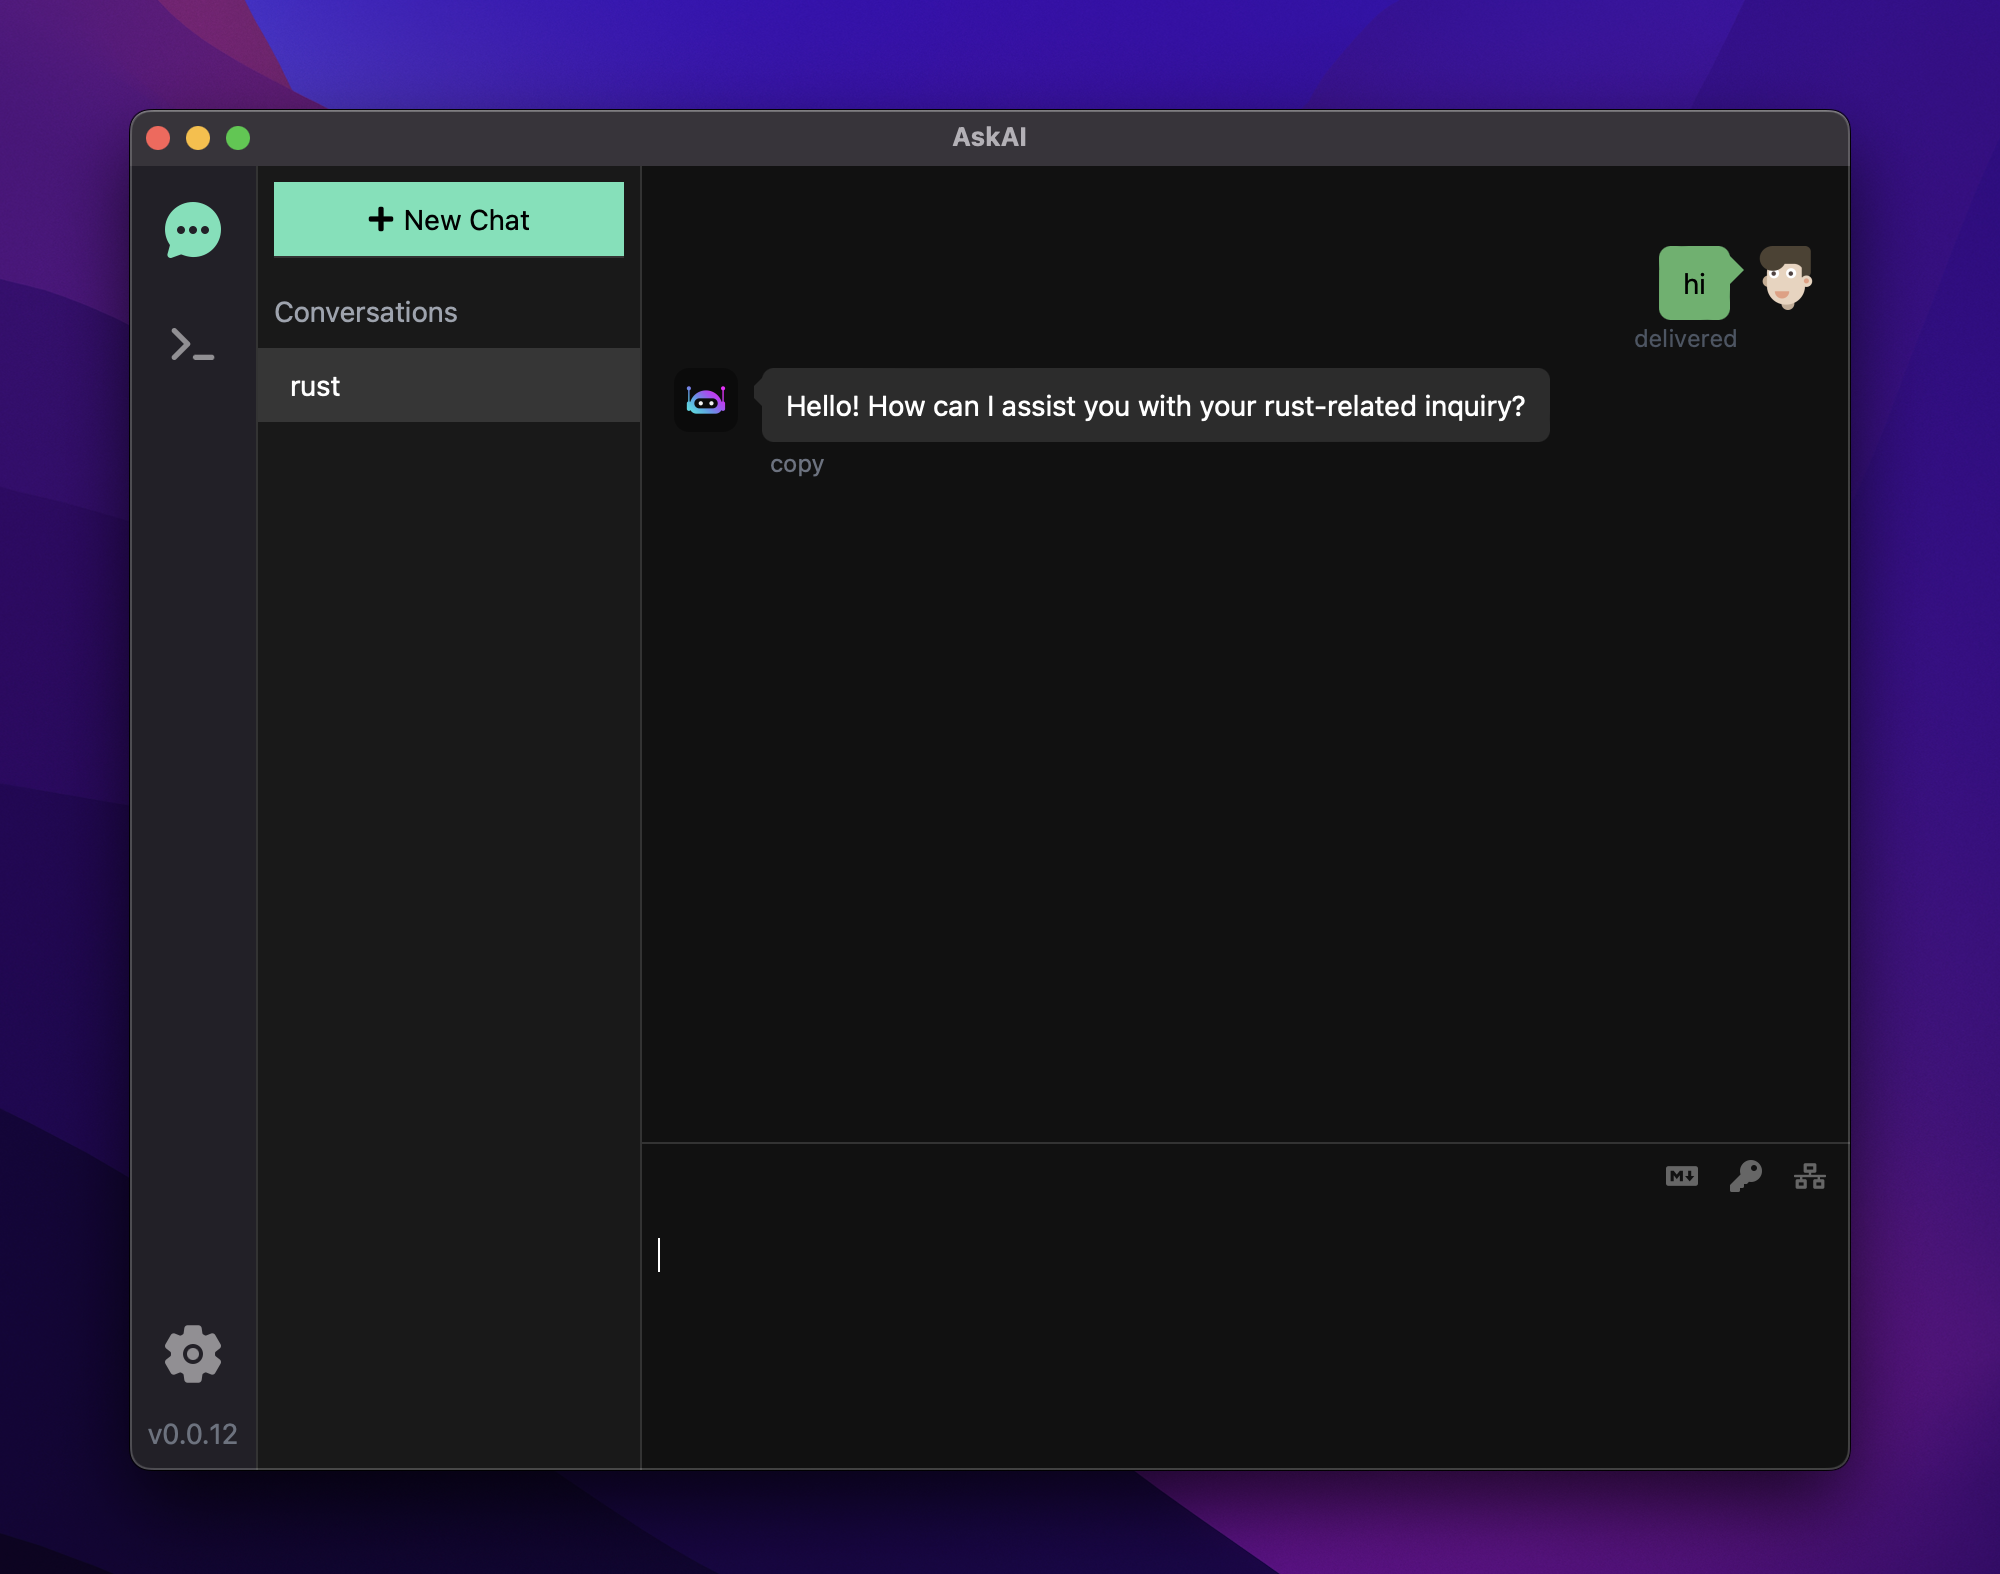 AskAI
New Chat
Conversations
rust
hi
delivered
Hello! How can I assist you with your rust-related inquiry?
copy
M
v0.0.12